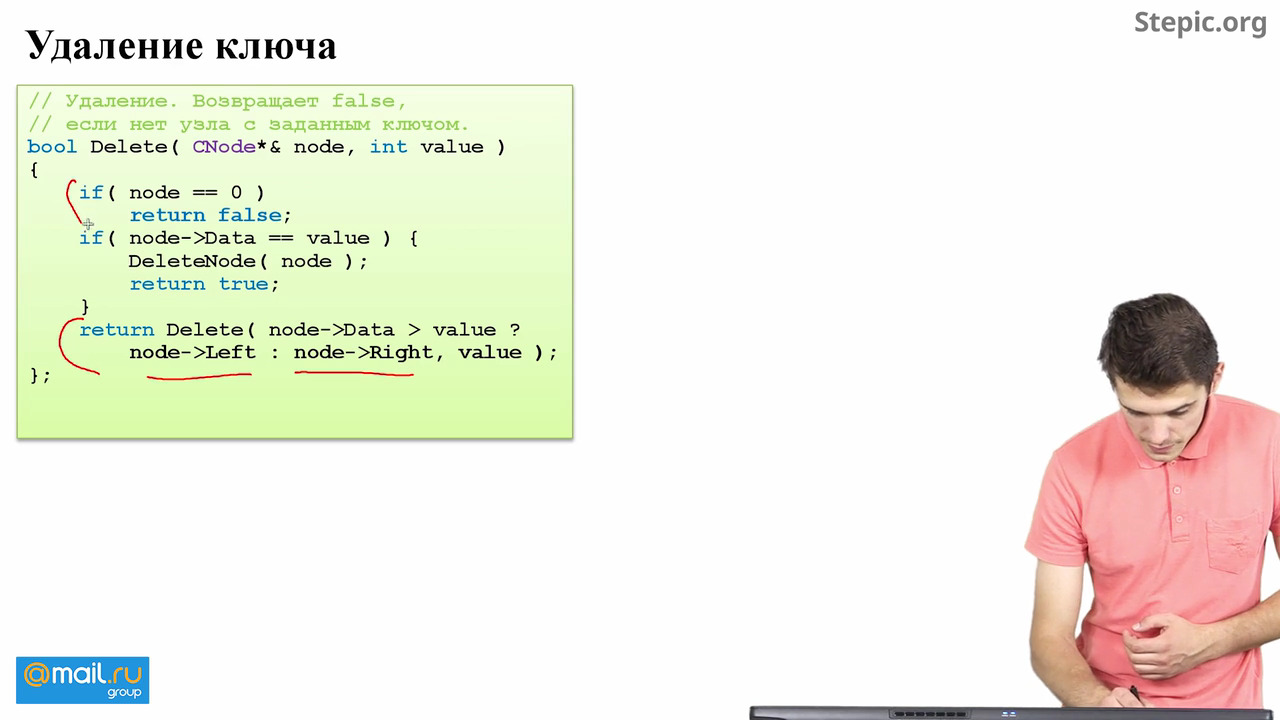 Удаление ключа
Stepic.org
// Удаление. Возвращает false,
// если нет узла с заданным ключом.
bool Delete( CNode*& node, int value )
{
    if( node == 0 )
        return false;
    if( node->Data == value ) {
        DeleteNode( node );
        return true;
    }
    return Delete( node->Data > value ?
        node->Left : node->Right, value );
};
@mail.ru
group